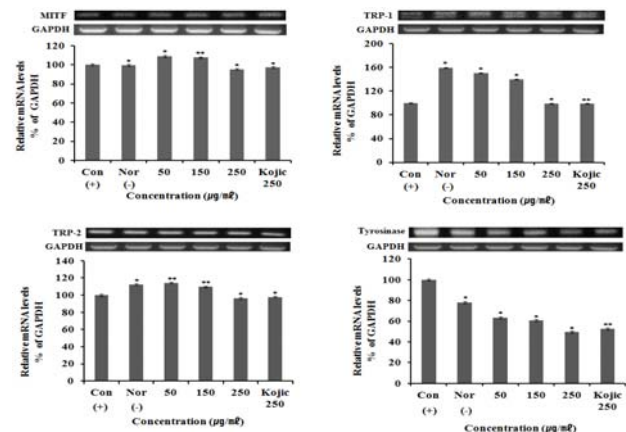 MITF
GAPDH
Relative mRNA levels
% of GAPDH
120
100
80
60
40
20
0
* * ** * *
Con Nor 50 150 250 Kojic
(+) (-) 250
Concentration (㎍/㎖)
TRP-1
GAPDH
Relative mRNA levels
% of GAPDH
200
160
120
80
40
0
* * * * **
Con Nor 50 150 250 Kojic
(+) (-) 250
Concentration (㎍/㎖)
TRP-2
GAPDH
Relative mRNA levels
% of GAPDH
140
120
100
80
60
40
20
0
* ** ** * *
Con Nor 50 150 250 Kojic
(+) (-) 250
Concentration (㎍/㎖)
Tyrosinase
GAPDH
Relative mRNA levels
% of GAPDH
120
100
80
60
40
20
0
* * * * **
Con Nor 50 150 250 Kojic
(+) (-) 250
Concentration (㎍/㎖)